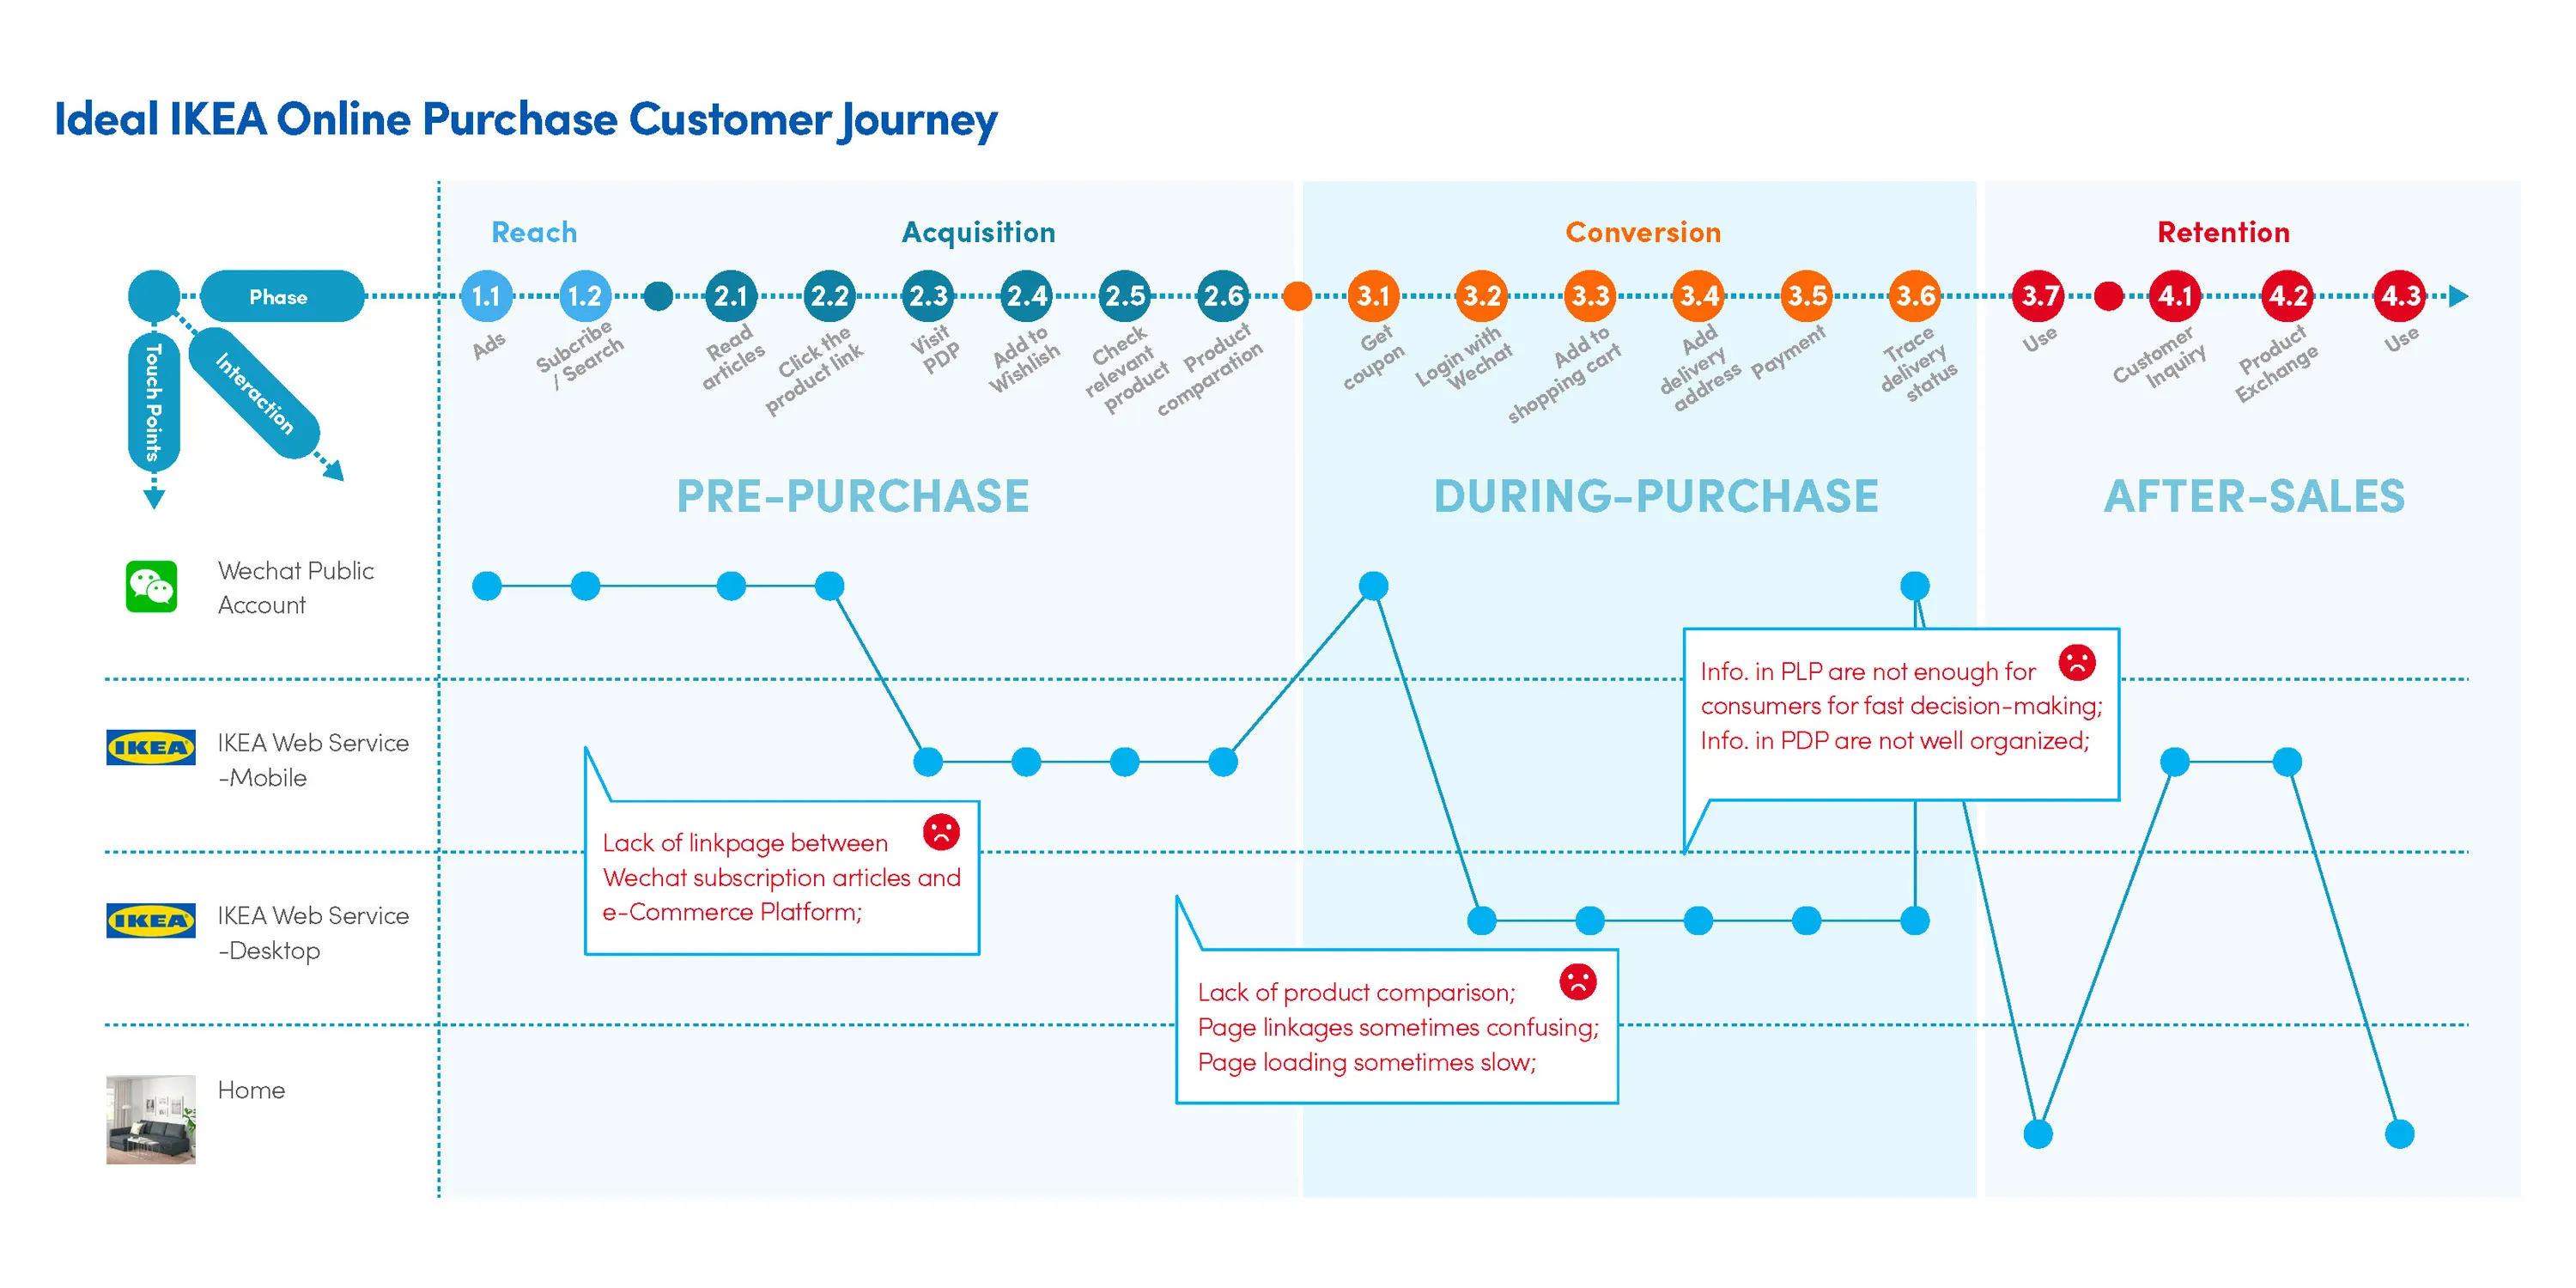 Ideal IKEA Online Purchase Customer Journey
Reach
Acquisition
Conversion
Retention
Phase
Interaction
Touch Points
1.1
1.2
2.1
2.2
2.3
2.4
2.5
2.6
3.1
3.2
3.3
3.4
3.5
3.6
3.7
4.1
4.2
4.3
Ads
Subcribe
/ Search
Read
articles
Click the
product link
Visit
PDP
Add to
Wishlish
Check
relevant
product
Product
comparation
Get
coupon
Login with
Wechat
Add to
shopping cart
Add
delivery
address
Payment
Trace
delivery
status
Use
Customer
Inquiry
Product
Exchange
Use
PRE-PURCHASE
DURING-PURCHASE
AFTER-SALES
Wechat Public
Account
Info. in PLP are not enough for
consumers for fast decision-making;
Info. in PDP are not well organized;
IKEA
IKEA Web Service
-Mobile
Lack of linkpage between
Wechat subscription articles and
e-Commerce Platform;
IKEA
IKEA Web Service
-Desktop
Lack of product comparison;
Page linkages sometimes confusing;
Page loading sometimes slow;
Home